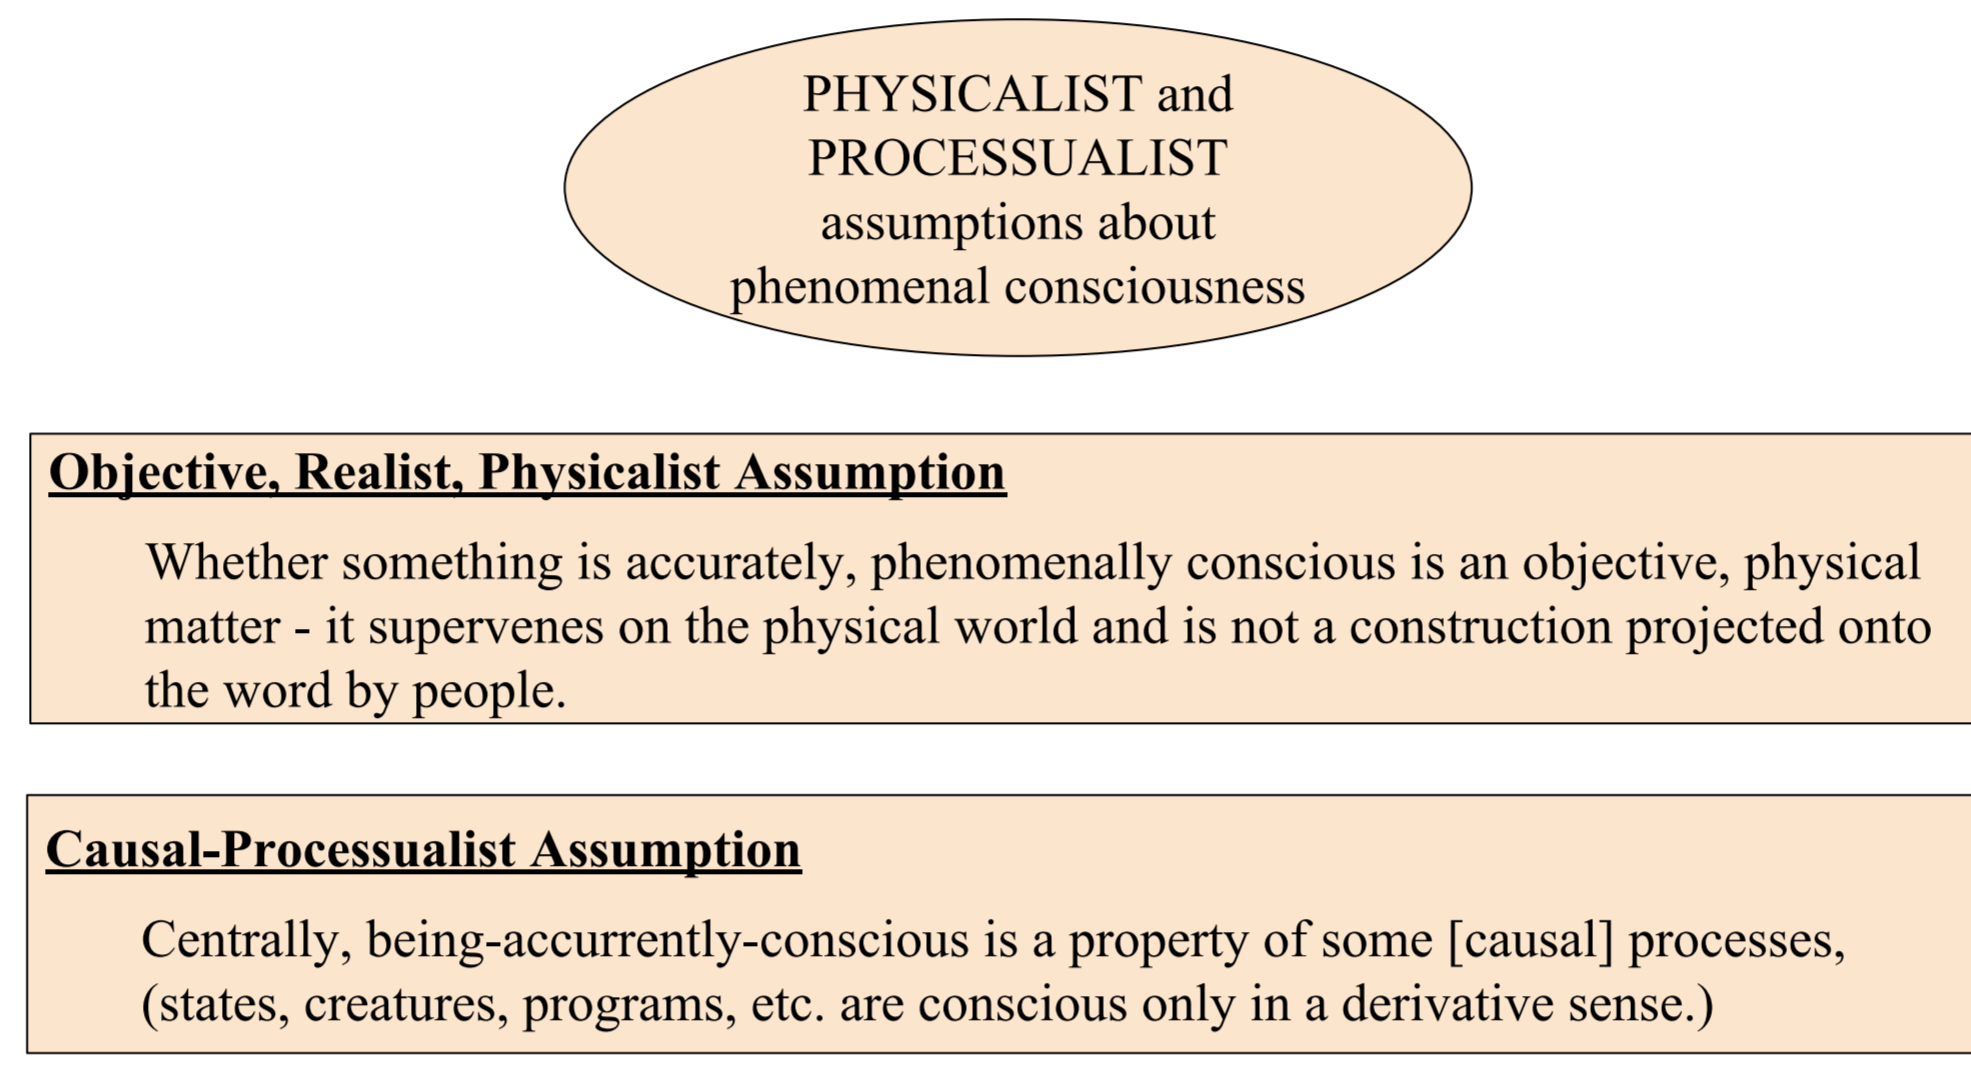 PHYSICALIST and
PROCESSUALIST
assumptions about
phenomenal consciousness
Objective, Realist, Physicalist Assumption
Whether something is accurately, phenomenally conscious is an objective, physical
matter - it supervenes on the physical world and is not a construction projected onto
the word by people.
Causal-Processualist Assumption
Centrally, being-accurrently-conscious is a property of some [causal] processes,
(states, creatures, programs, etc. are conscious only in a derivative sense.)